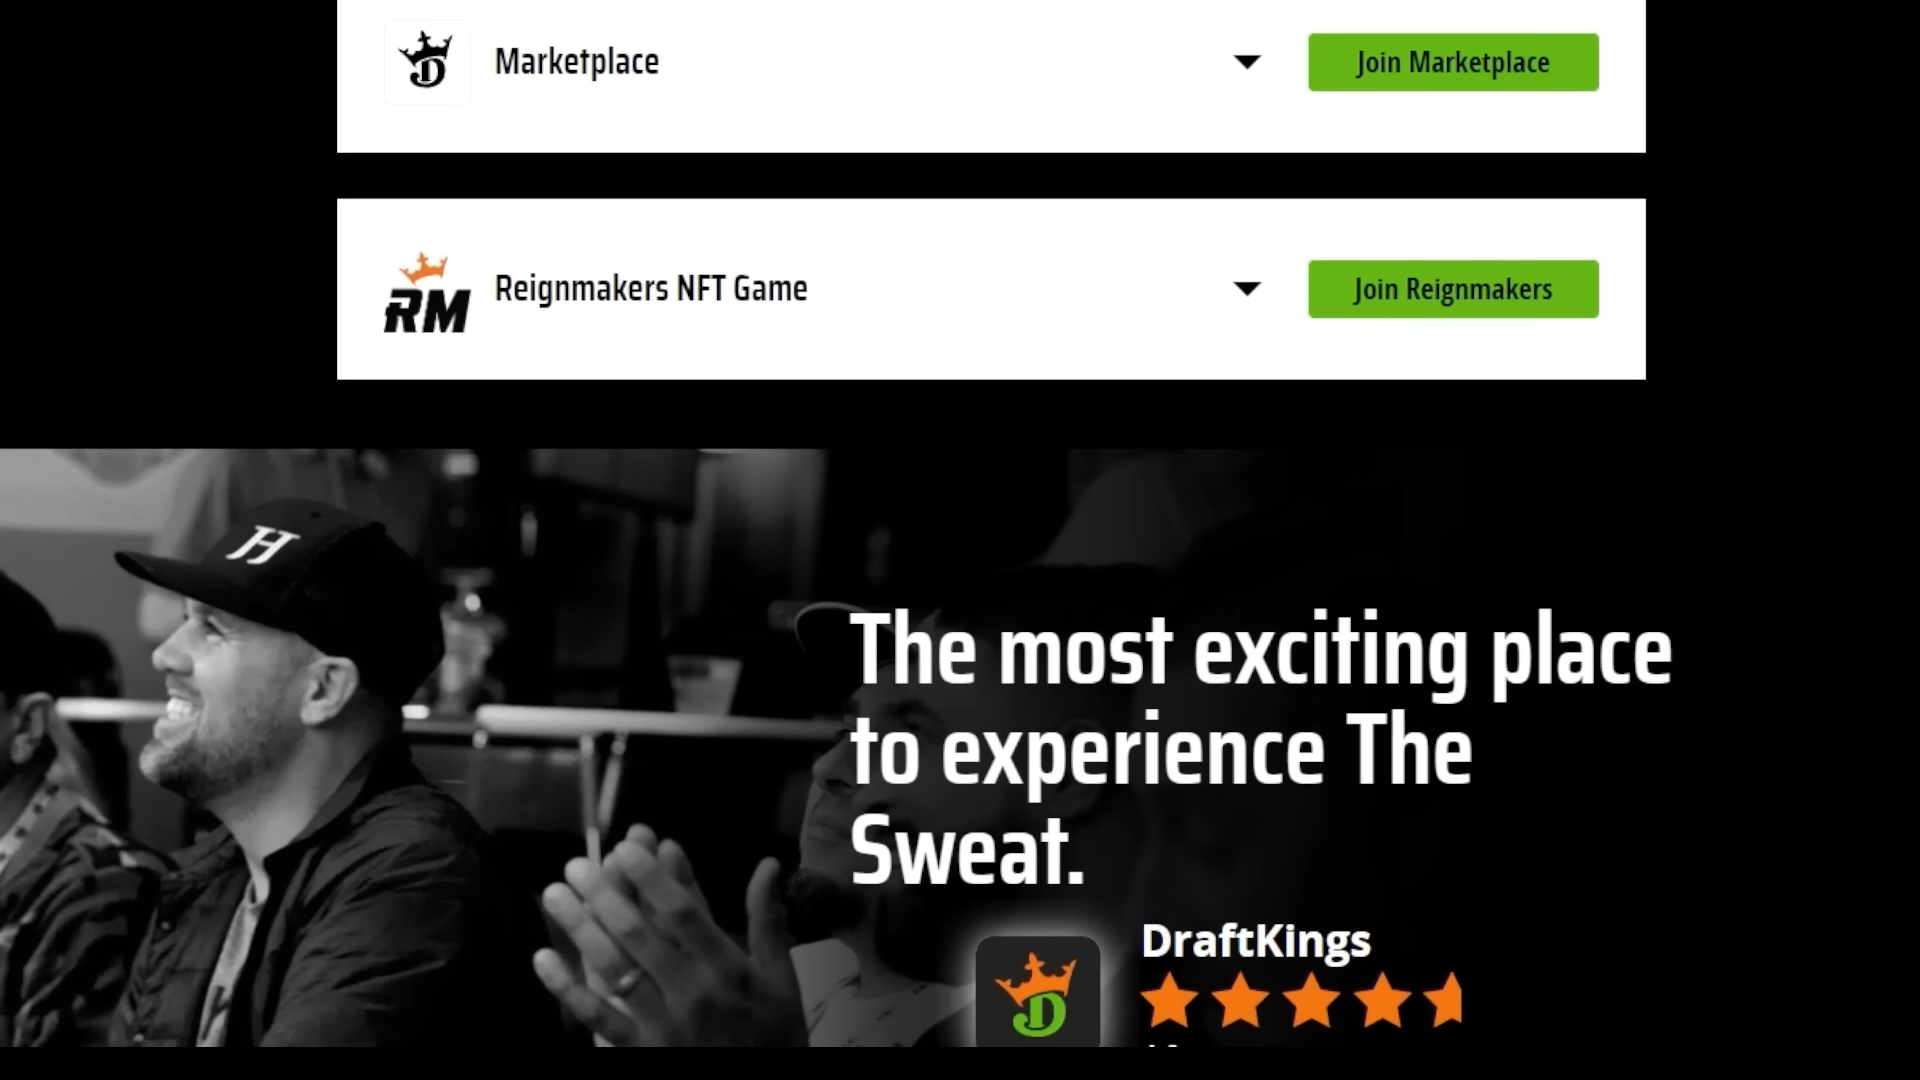 Marketplace
Join Marketplace
RM
Reignmakers NFT Game
Join Reignmakers
H
The most exciting place
to experience The
Sweat.
D
DraftKings